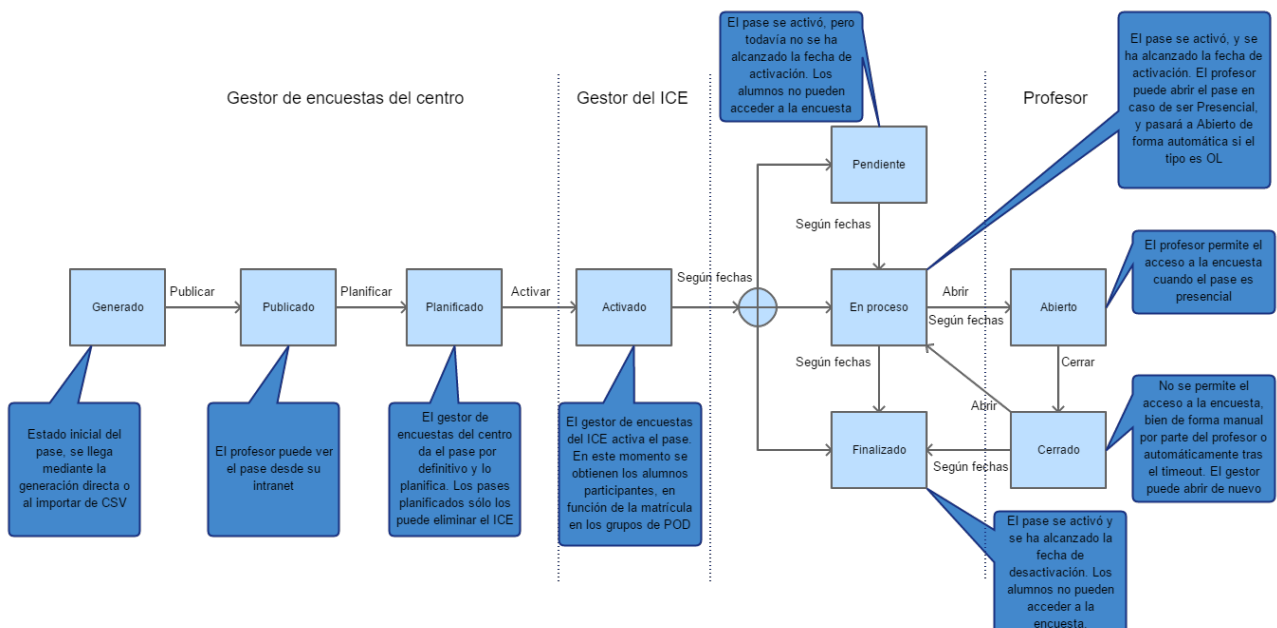 El pase se activó, pero
todavía no se ha
alcanzado la fecha de
activación. Los
alumnos no pueden
acceder a la encuesta
El pase se activó, y se
ha alcanzado la fecha de
activación. El profesor
puede abrir el pase en
caso de ser Presencial,
y pasará a Abierto de
forma automática si el
tipo es OL
Gestor de encuestas del centro
Gestor del ICE
Profesor
Pendiente
Según fechas
El profesor permite el
acceso a la encuesta
cuando el pase es
presencial
Generado
Publicar
Publicado
Planificar
Planificado
Activar
Activado
Según fechas
En proceso
Abrir
Según fechas
Abierto
Según fechas
Cerrar
Abrir
Finalizado
Según fechas
Cerrado
No se permite el
acceso a la encuesta,
bien de forma manual
por parte del profesor o
automáticamente tras
el timeout. El gestor
puede abrir de nuevo
Estado inicial del
pase, se llega
mediante la
generación directa o
al importar de CSV
El profesor puede ver
el pase desde su
intranet
El gestor de
encuestas del centro
da el pase por
definitivo y lo
planifica. Los pases
planificados sólo los
puede eliminar el ICE
El gestor de encuestas
del ICE activa el pase.
En este momento se
obtienen los alumnos
participantes, en
función de la matrícula
en los grupos de POD
El pase se activó y
se ha alcanzado la
fecha de
desactivación. Los
alumnos no pueden
acceder a la
encuesta.